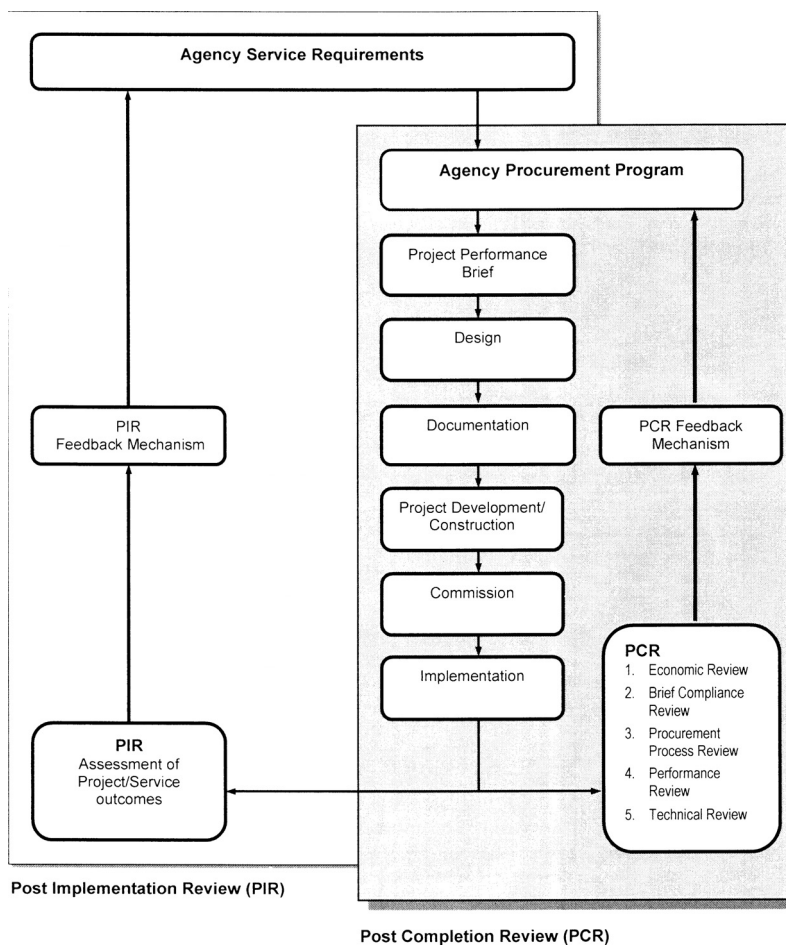 Agency Service Requirements
Agency Procurement Program
Project Performance
Brief
Design
PIR
Feedback Mechanism
Documentation
PCR Feedback
Mechanism
Project Development/
Construction
Commission
Implementation
PIR
Assessment of
Project/Service
outcomes
PCR
1. Economic Review
2. Brief Compliance
Review
3. Procurement
Process Review
4. Performance
Review
5. Technical Review
Post Implementation Review (PIR)
Post Completion Review (PCR)